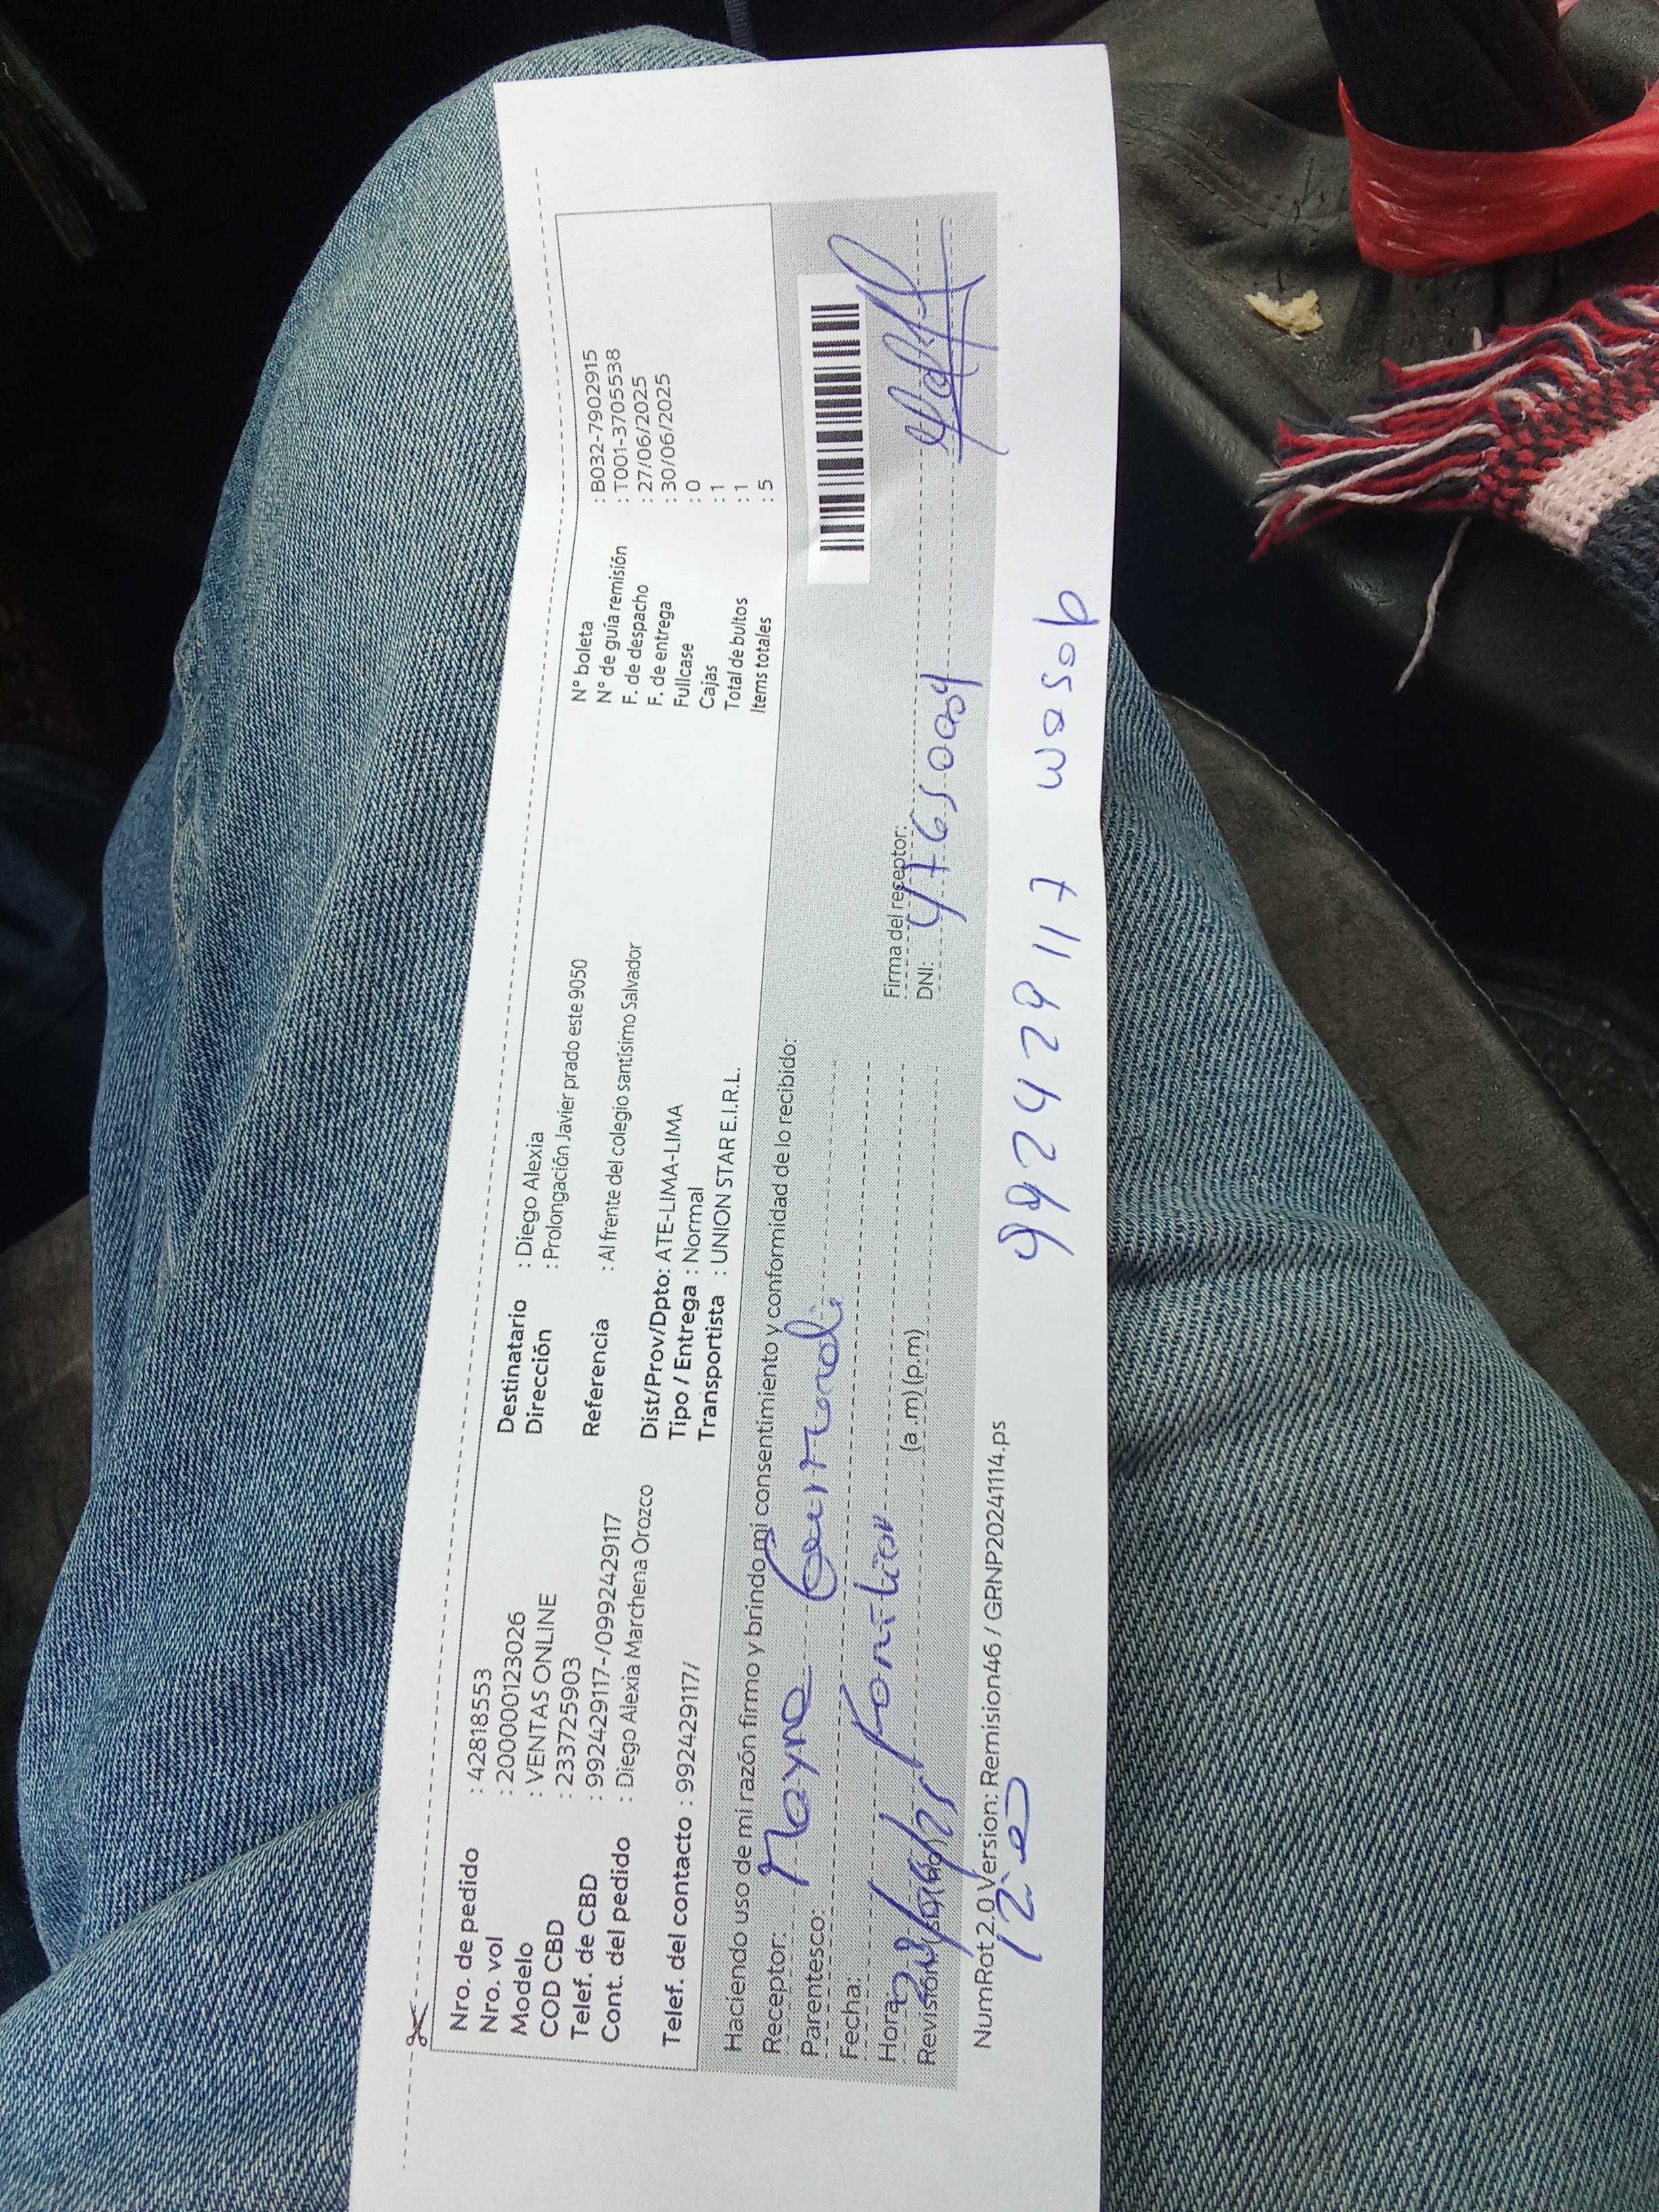 Nro. de pedido : 42818553
Nro. vol : 200000123026
Modelo : VENTAS ONLINE
COD CBD : 233725903
Telef. de CBD : 992429117-/0992429117
Cont. del pedido : Diego Alexia Marchena Orozco
Telef. del contacto : 992429117/
Destinatario : Diego Alexia
Dirección : Prolongación Javier prado este 9050
Referencia : Al frente del colegio santísimo Salvador
Dist/Prov/Dpto: ATE-LIMA-LIMA
Tipo / Entrega : Normal
Transportista : UNION STAR E.I.R.L.
N° boleta : B032-7902915
N° de guía remisión : T001-3705538
F. de despacho : 27/06/2025
F. de entrega : 30/06/2025
Fullcase : 0
Cajas : 1
Total de bultos : 1
Items totales : 5
Haciendo uso de mi razón firmo y brindo mi consentimiento y conformidad de lo recibido:
Receptor:
Parentesco:
Fecha:
Hora: (a.m) (p.m)
Firma del receptor:
DNI:
NumRot 2.0 Version: Remision46 / GRNP20241114.ps
992429117 wasap